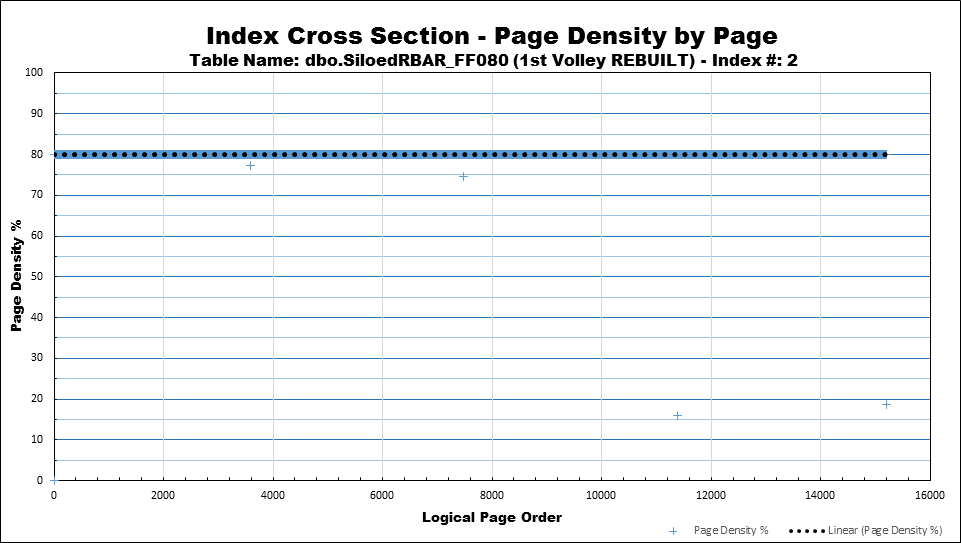 Index Cross Section - Page Density by Page
Table Name: dbo.SiloedRBAR_FF080 (1st Volley REBUILT) - Index #: 2
Page Density %
100
90
80
70
60
50
40
30
20
10
0
0 2000 4000 6000 8000 10000 12000 14000 16000
Logical Page Order
Page Density % Linear (Page Density %)